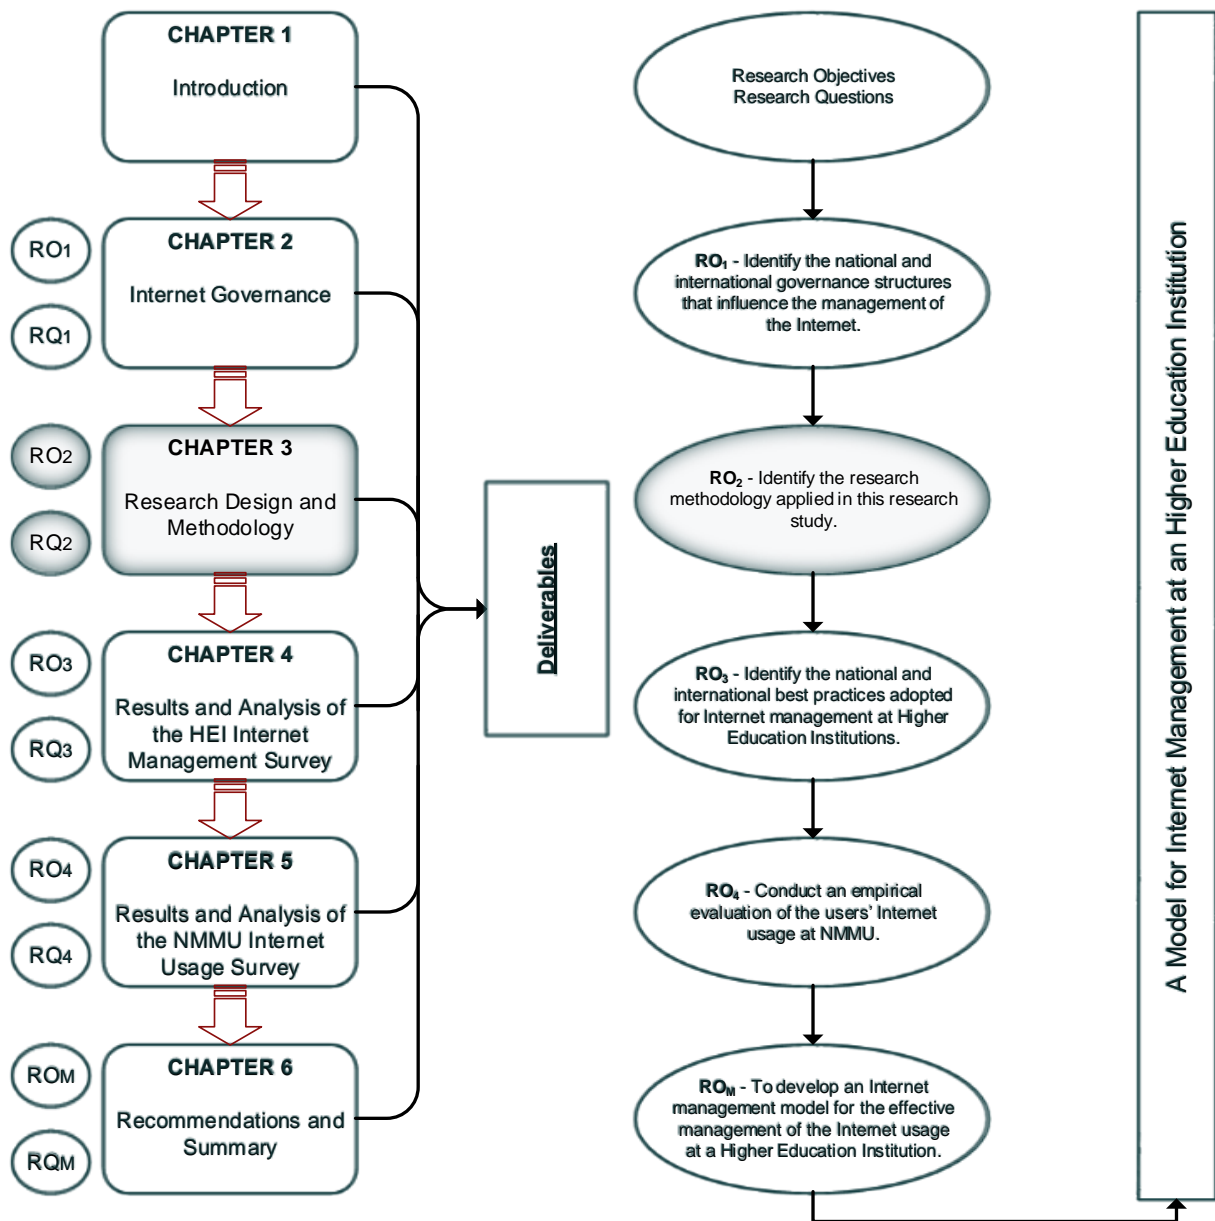 CHAPTER 1
Introduction
RO1
RQ1
CHAPTER 2
Internet Governance
RO2
RQ2
CHAPTER 3
Research Design and
Methodology
RO3
RQ3
CHAPTER 4
Results and Analysis of
the HEI Internet
Management Survey
RO4
RQ4
CHAPTER 5
Results and Analysis of
the NMMU Internet
Usage Survey
ROM
RQM
CHAPTER 6
Recommendations and
Summary
Deliverables
Research Objectives
Research Questions
RO1 - Identify the national and
international governance structures
that influence the management of
the Internet.
RO2 - Identify the research
methodology applied in this research
study.
RO3 - Identify the national and
international best practices adopted
for Internet management at Higher
Education Institutions.
RO4 - Conduct an empirical
evaluation of the users' Internet
usage at NMMU.
ROM - To develop an Internet
management model for the effective
management of the Internet usage
at a Higher Education Institution.
A Model for Internet Management at an Higher Education Institution